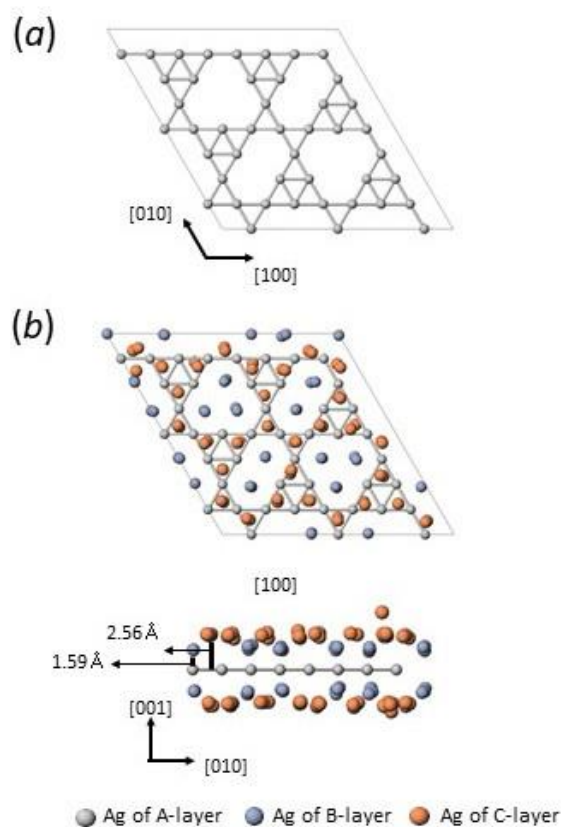 (a)
[010]
[100]
(b)
[100]
2.56 Å
1.59 Å
[001]
[010]
Ag of A-layer Ag of B-layer Ag of C-layer